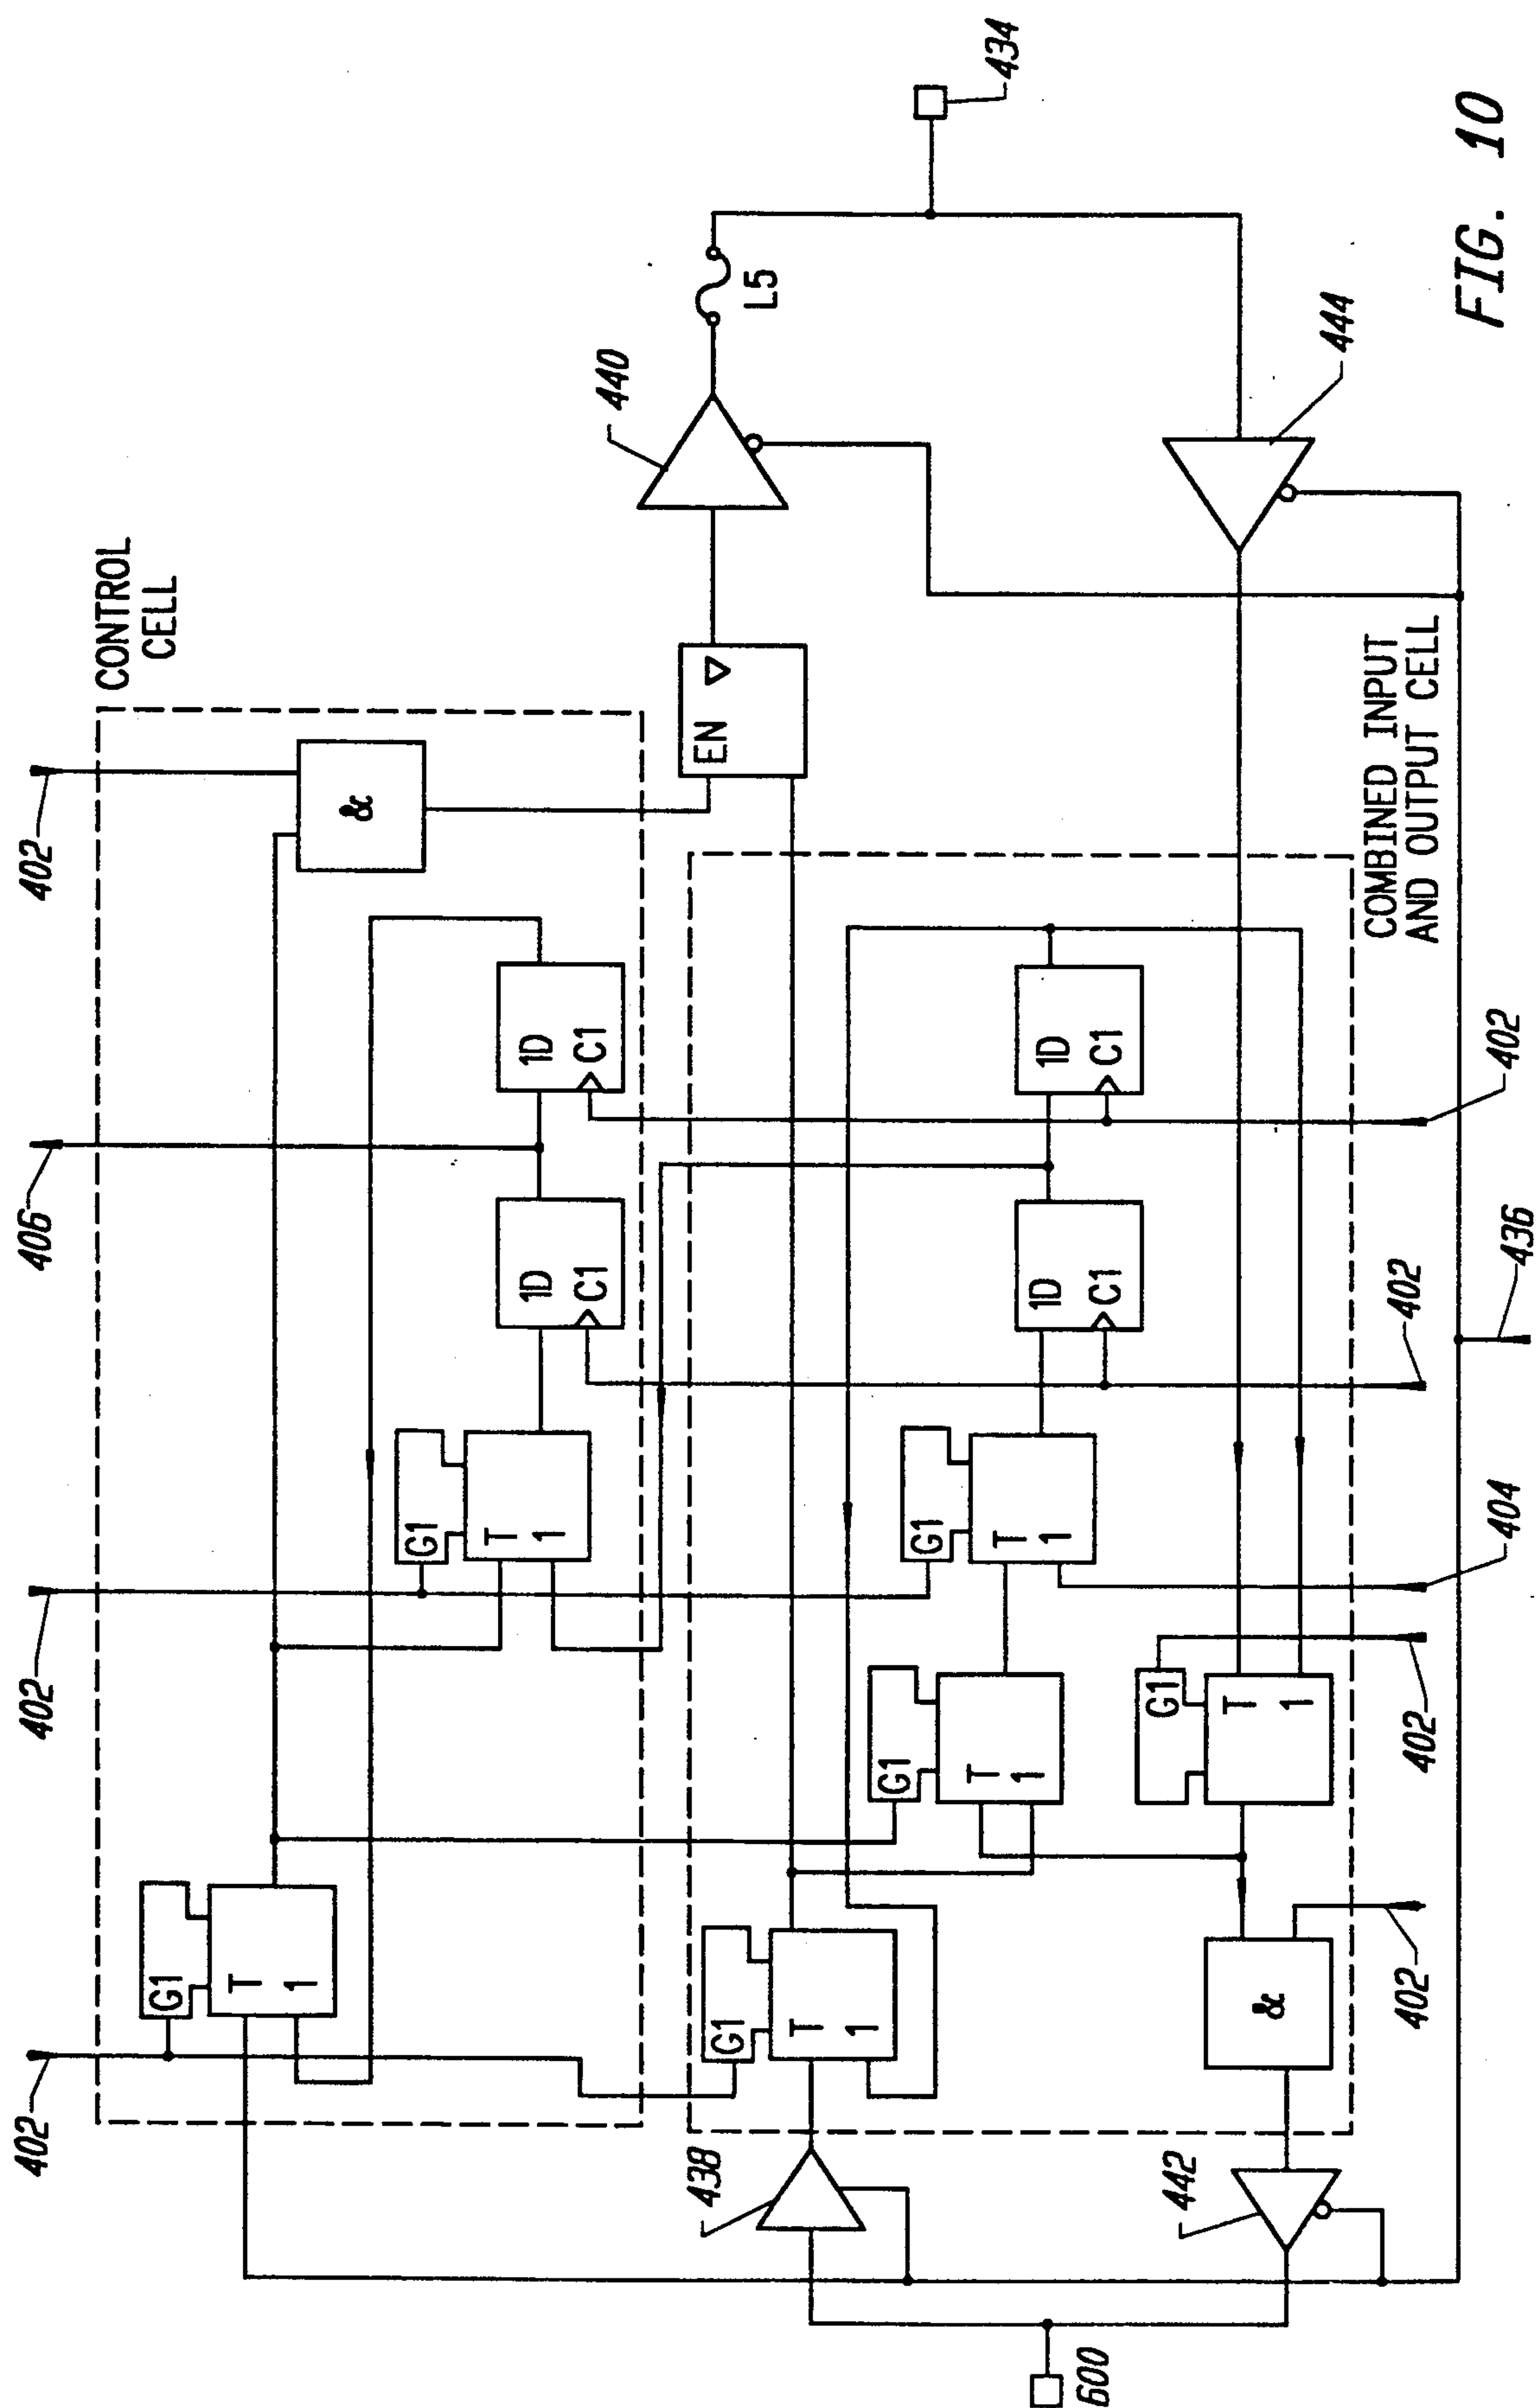 402
402
406
402
CONTROL
CELL
G1
T
1
&
G1
T
1
1D
C1
1D
C1
440
438
G1
T
1
EN
L5
G1
T
1
G1
T
1
1D
C1
1D
C1
434
600
442
&
G1
T
1
444
COMBINED INPUT
AND OUTPUT CELL
402
402
404
402
402
436
FIG. 10